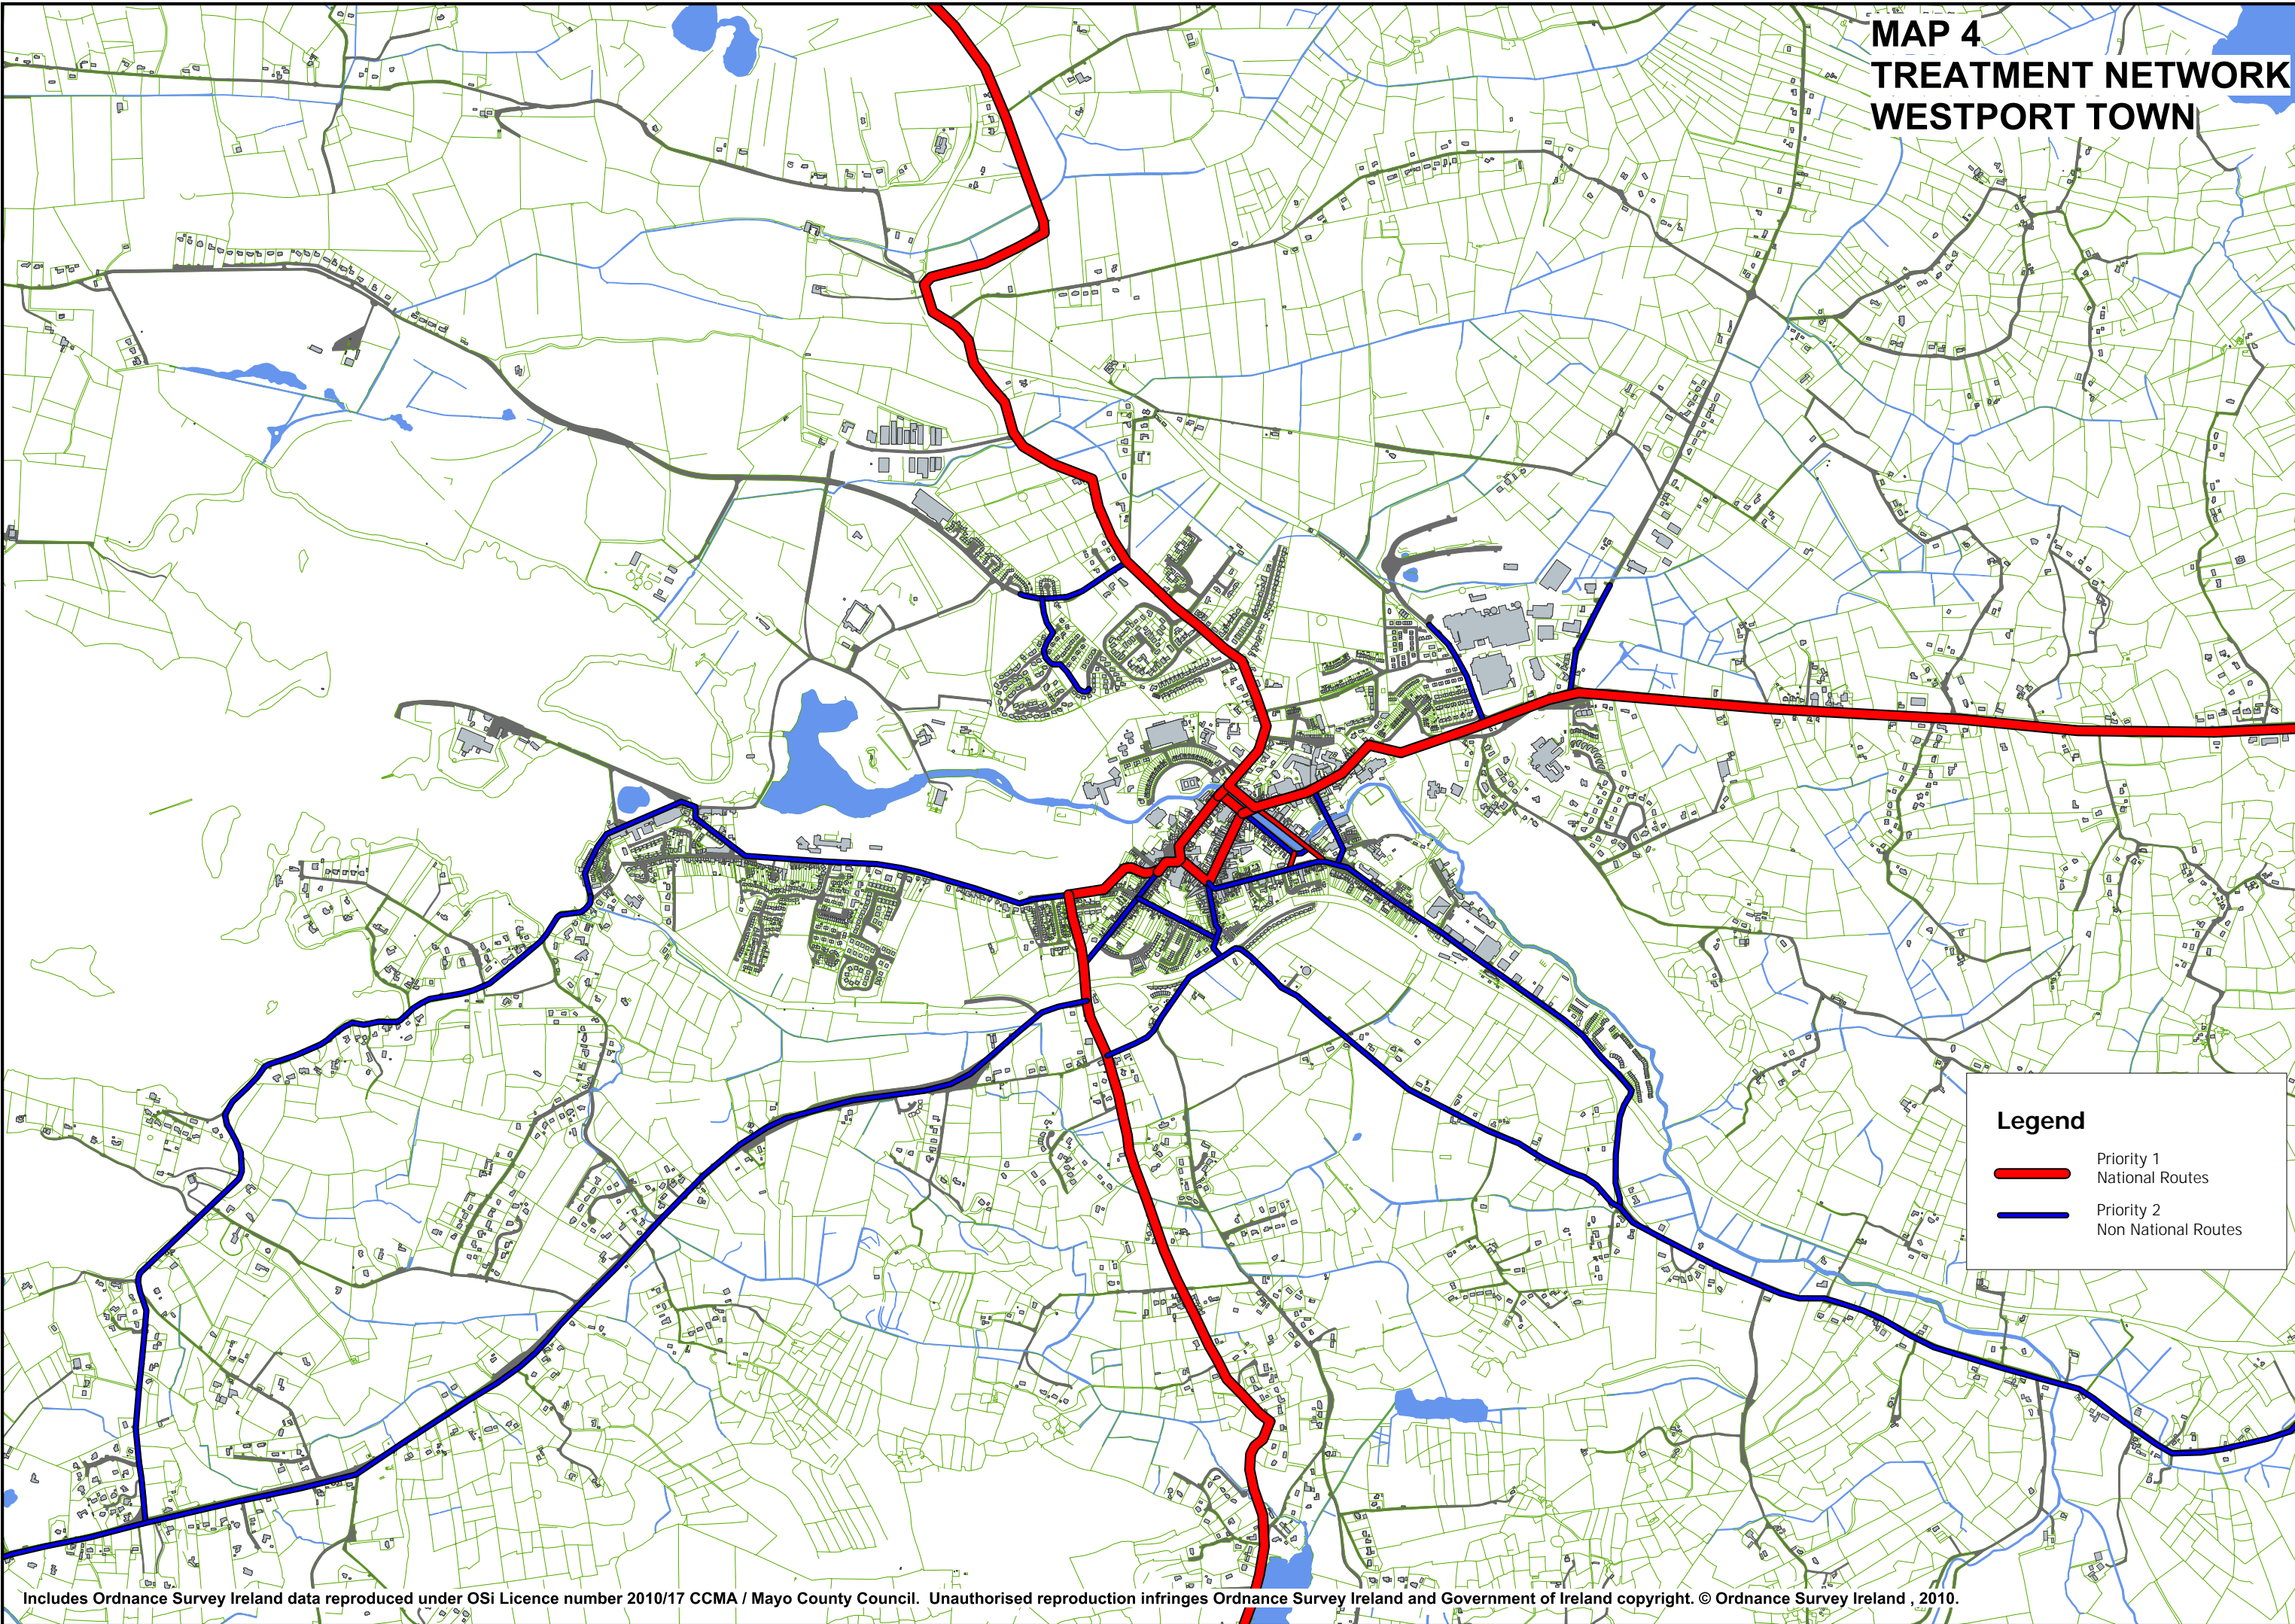 MAP 4
TREATMENT NETWORK
WESTPORT TOWN
Legend
Priority 1
National Routes
Priority 2
Non National Routes
Includes Ordnance Survey Ireland data reproduced under OSi Licence number 2010/17 CCMA / Mayo County Council. Unauthorised reproduction infringes Ordnance Survey Ireland and Government of Ireland copyright. © Ordnance Survey Ireland , 2010.